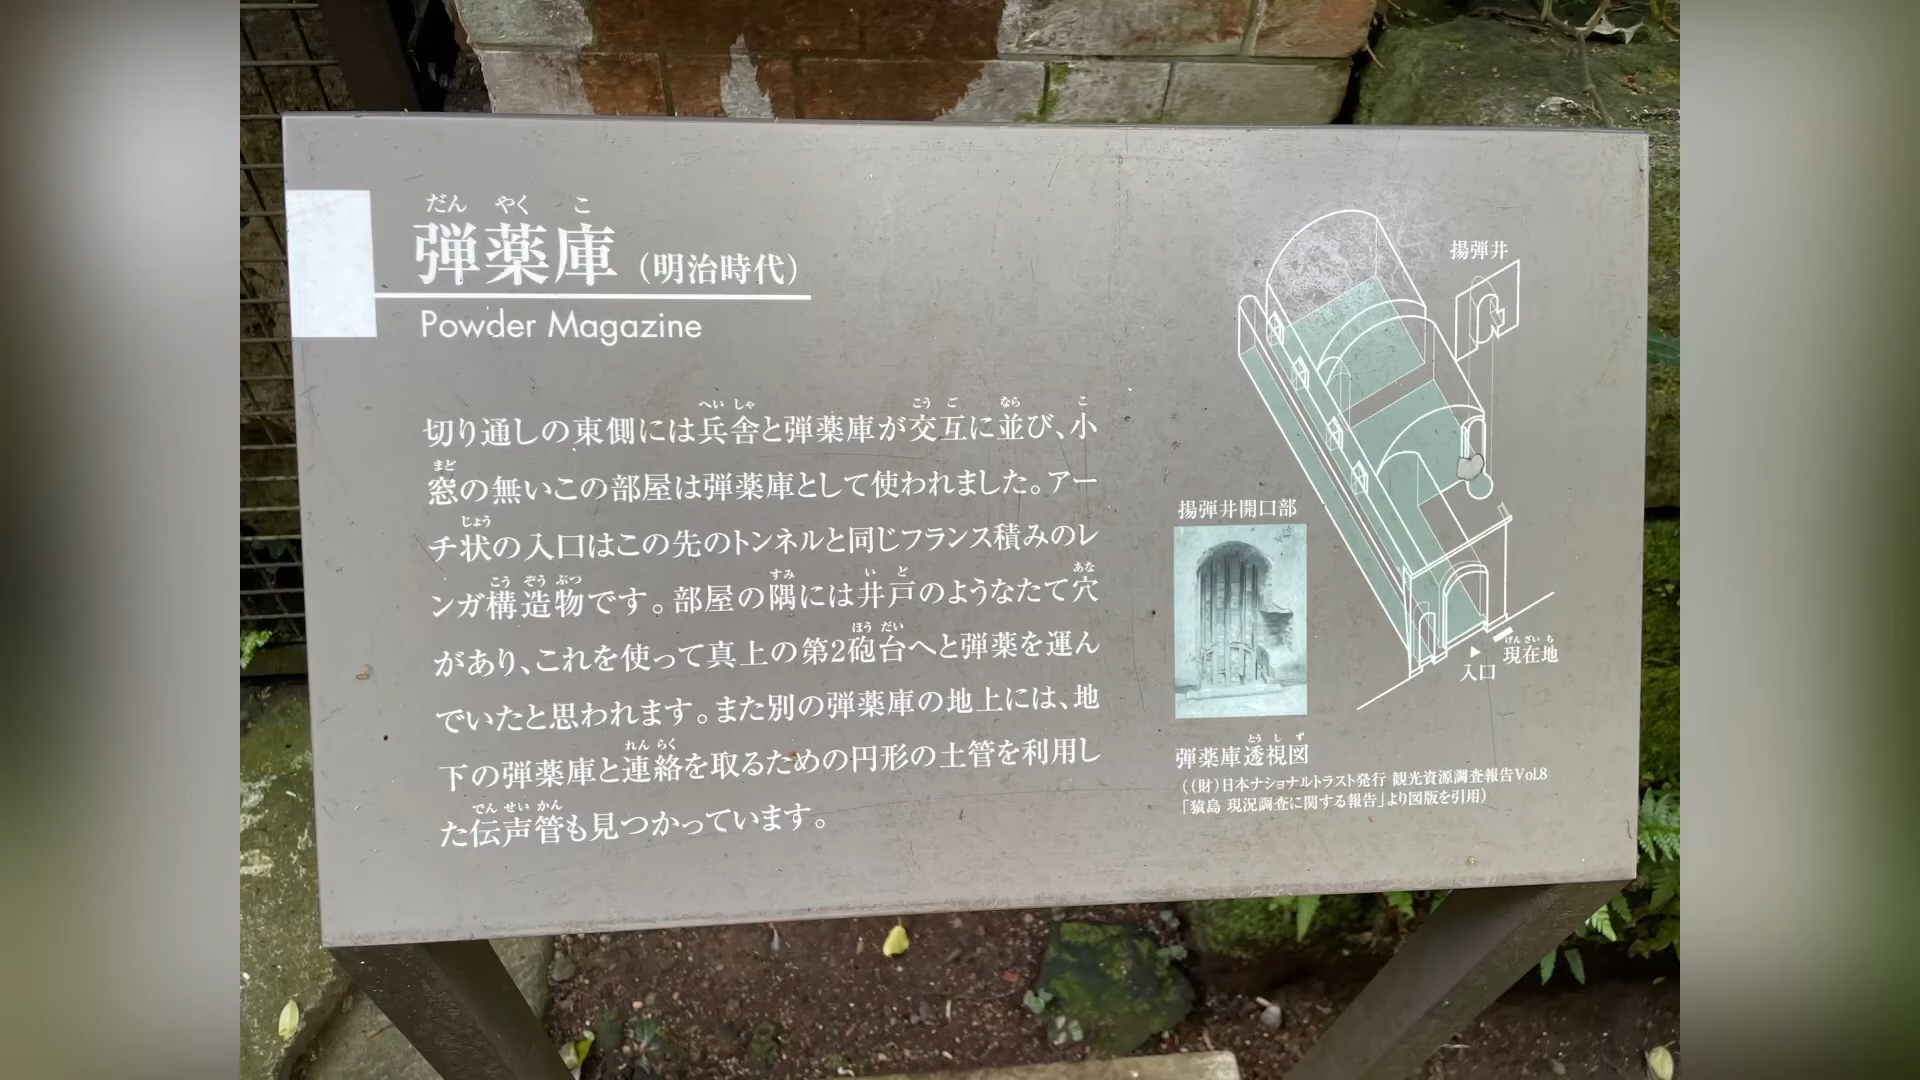 だん やく こ
弾薬庫（明治時代）
Powder Magazine
へい しゃ こう ご なら こ
切り通しの東側には兵舎と弾薬庫が交互に並び、小
まど
窓の無いこの部屋は弾薬庫として使われました。アー
じょう
チ状の入口はこの先のトンネルと同じフランス積みのレ
こう ぞう ぶつ すみ い ど あな
ンガ構造物です。部屋の隅には井戸のようなたて穴
ほう だい
があり、これを使って真上の第2砲台へと弾薬を運ん
でいたと思われます。また別の弾薬庫の地上には、地
れん らく
下の弾薬庫と連絡を取るための円形の土管を利用し
でん せい かん
た伝声管も見つかっています。
揚弾井
揚弾井開口部
げん ざい ち
現在地
入口
とう し ず
弾薬庫透視図
（（財）日本ナショナルトラスト発行 観光資源調査報告Vol.8
「猿島 現況調査に関する報告」より図版を引用）